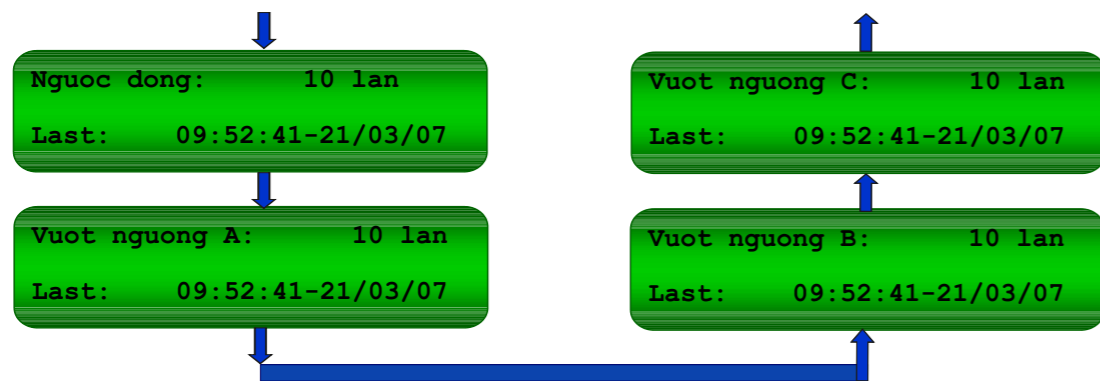 Nguoc dong: 10 lan
Last: 09:52:41-21/03/07
Vuot nguong A: 10 lan
Last: 09:52:41-21/03/07
Vuot nguong B: 10 lan
Last: 09:52:41-21/03/07
Vuot nguong C: 10 lan
Last: 09:52:41-21/03/07